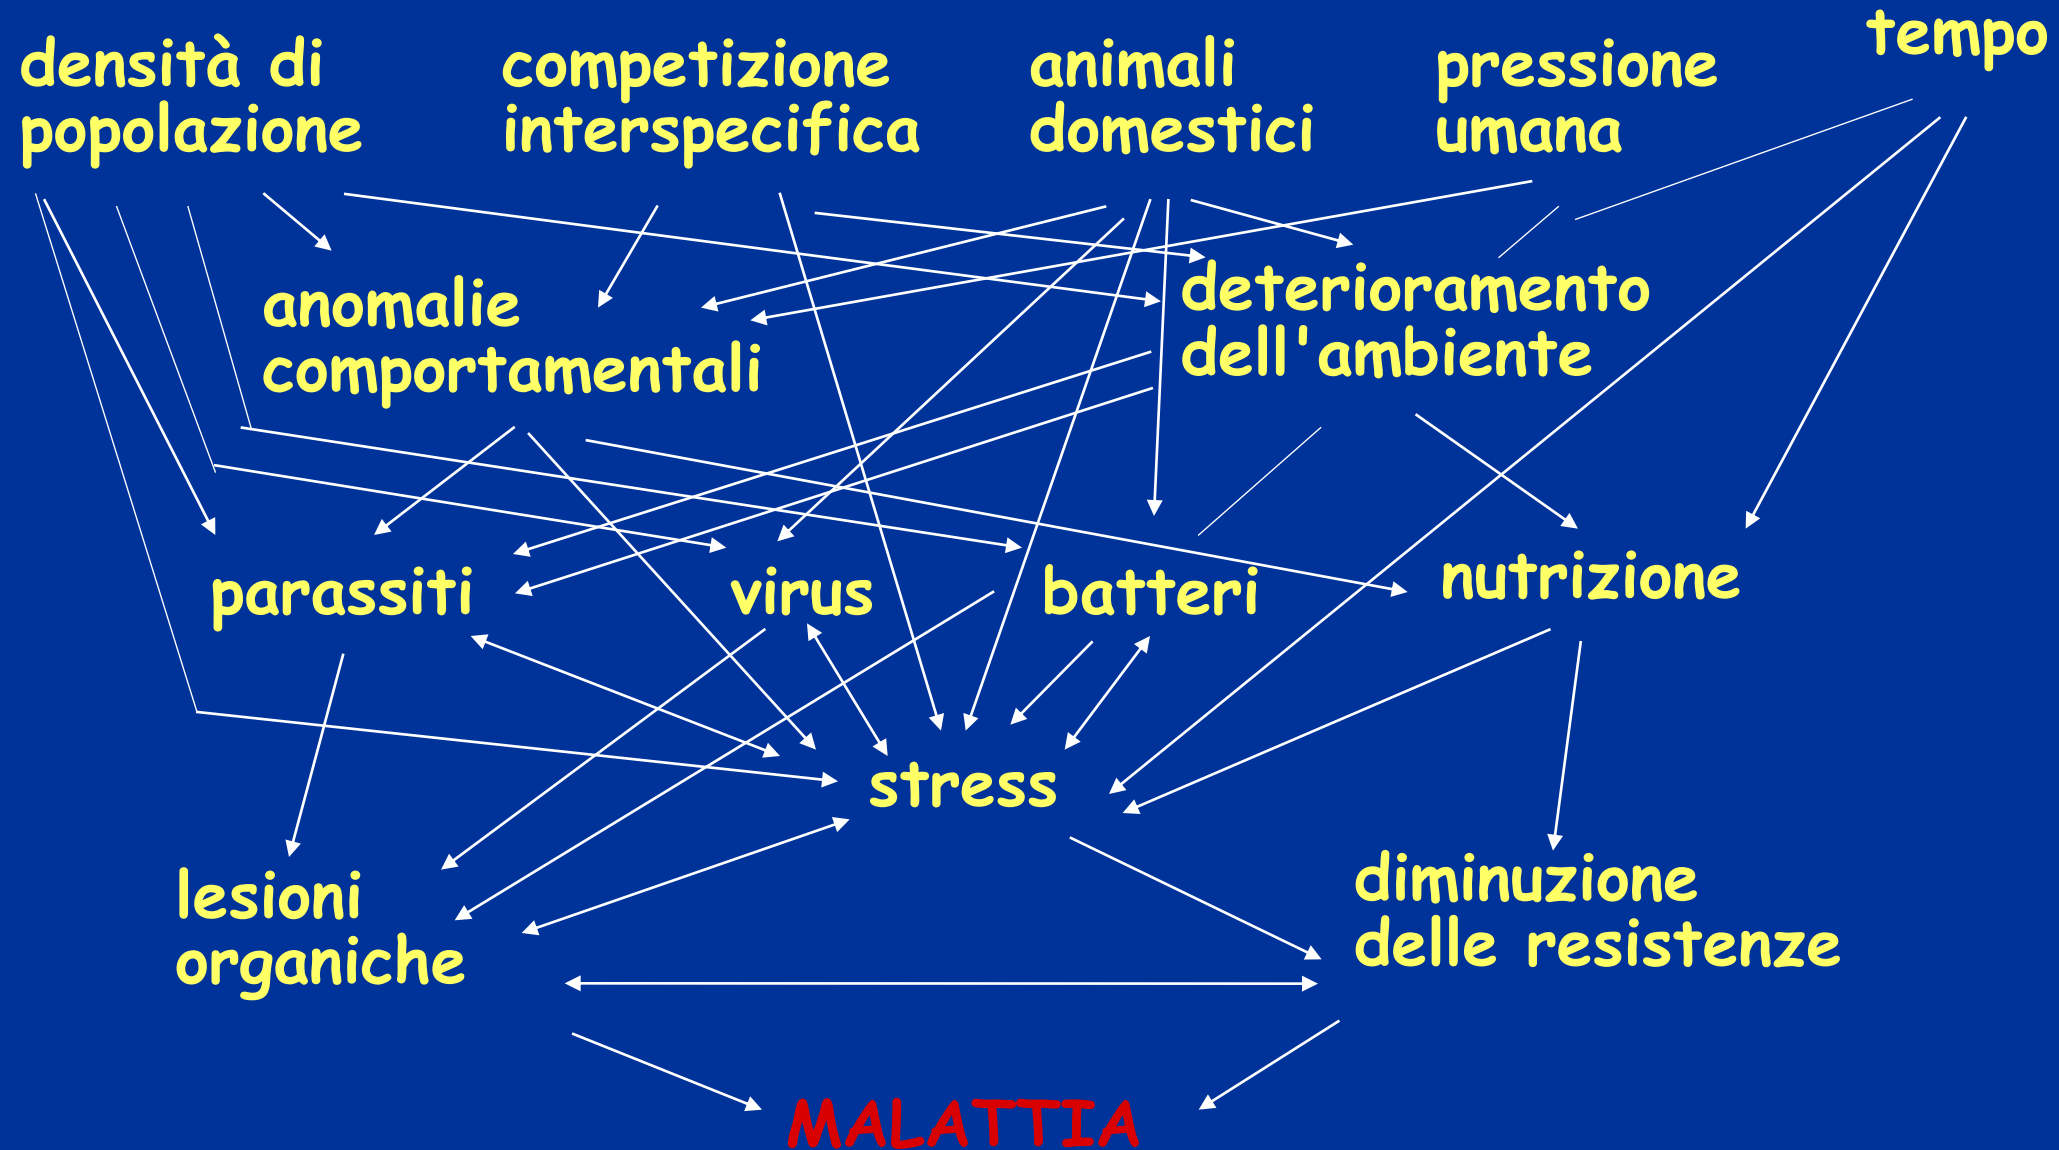 densità di
popolazione
competizione
interspecifica
animali
domestici
pressione
umana
tempo
anomalie
comportamentali
deterioramento
dell'ambiente
parassiti
virus
batteri
nutrizione
stress
lesioni
organiche
diminuzione
delle resistenze
MALATTIA